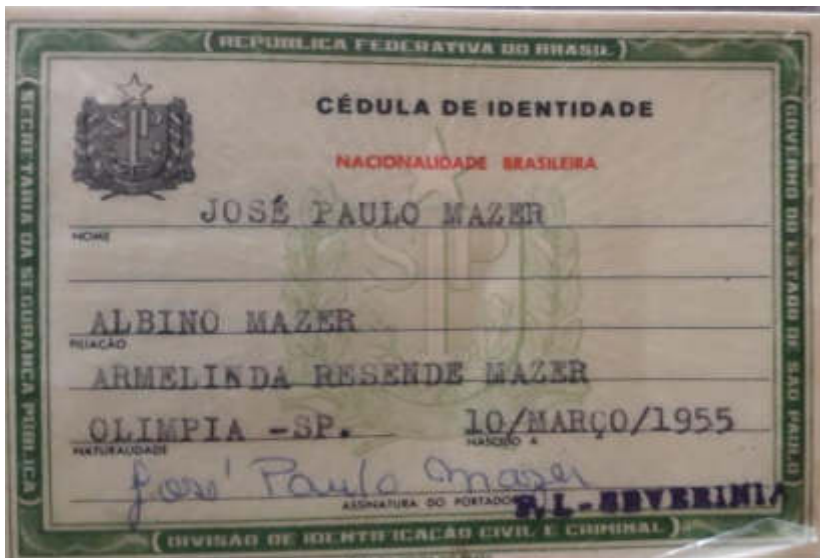 REPUBLICA FEDERATIVA DO BRASIL
SECRETARIA DA SEGURANÇA PUBLICA
GOVERNO DO ESTADO DE SÃO PAULO
CÉDULA DE IDENTIDADE
NACIONALIDADE BRASILEIRA
JOSÉ PAULO MAZER
NOME
ALBINO MAZER
FILIAÇÃO
ARMELINDA RESENDE MAZER
OLIMPIA -SP. 10/MARÇO/1955
NATURALIDADE NASCIDO A
José Paulo Mazer
ASSINATURA DO PORTADOR
P.L-SEVERINIA
DIVISÃO DE IDENTIFICAÇÃO CIVIL E CRIMINAL